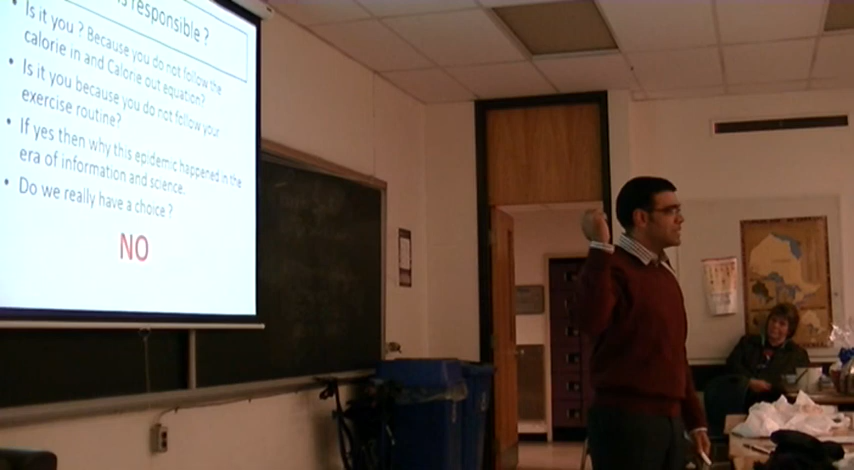 is responsible ?
• Is it you ? Because you do not follow the
calorie in and Calorie out equation?
• Is it you because you do not follow your
exercise routine?
• If yes then why this epidemic happened in the
era of information and science.
• Do we really have a choice ?
NO